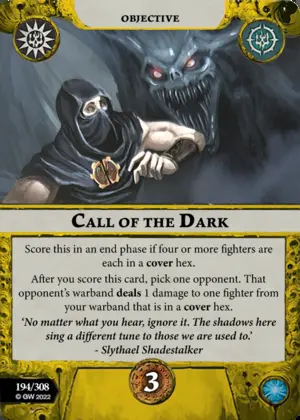 OBJECTIVE
CALL OF THE DARK
Score this in an end phase if four or more fighters are
each in a cover hex.
After you score this card, pick one opponent. That
opponent's warband deals 1 damage to one fighter from
your warband that is in a cover hex.
‘No matter what you hear, ignore it. The shadows here
sing a different tune to those we are used to.’
- Slythael Shadestalker
194/308
© GW 2022
3